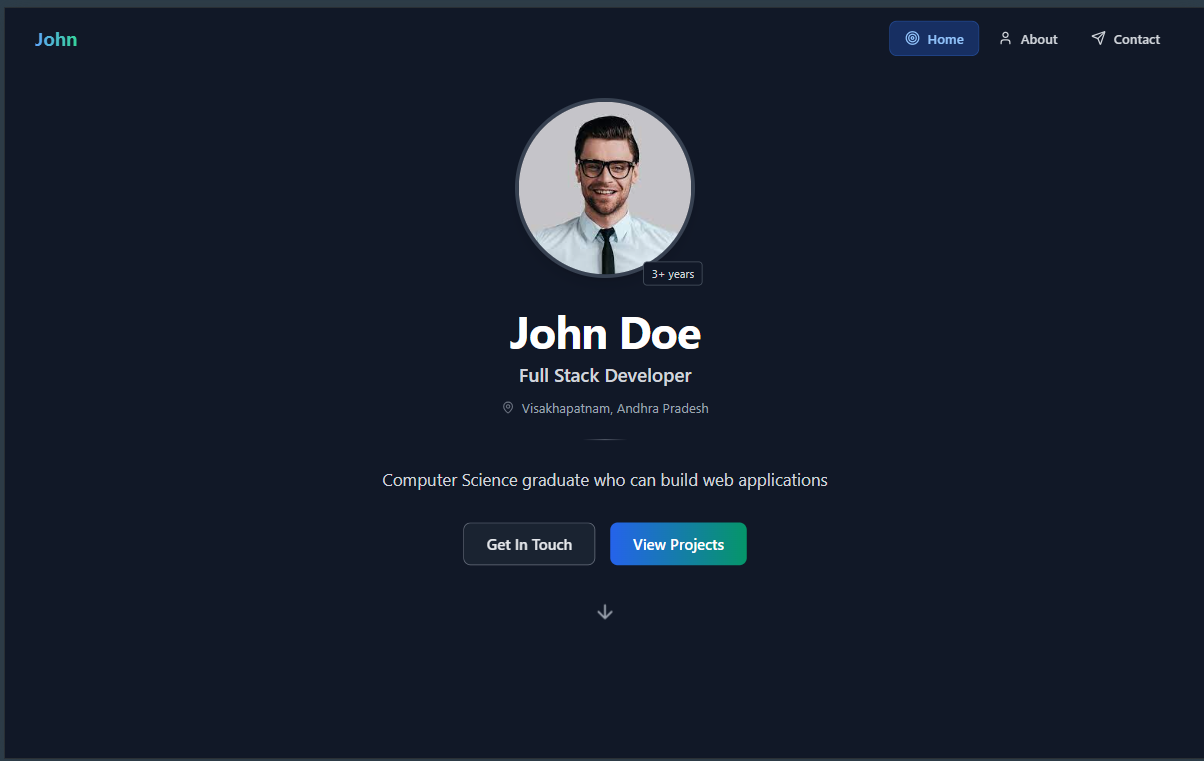 John
Home About Contact
3+ years
John Doe
Full Stack Developer
Visakhapatnam, Andhra Pradesh
Computer Science graduate who can build web applications
Get In Touch View Projects